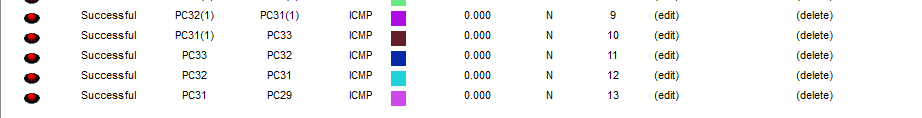 Successful PC32(1) PC31(1) ICMP 0.000 N 9 (edit) (delete)
Successful PC31(1) PC33 ICMP 0.000 N 10 (edit) (delete)
Successful PC33 PC32 ICMP 0.000 N 11 (edit) (delete)
Successful PC32 PC31 ICMP 0.000 N 12 (edit) (delete)
Successful PC31 PC29 ICMP 0.000 N 13 (edit) (delete)